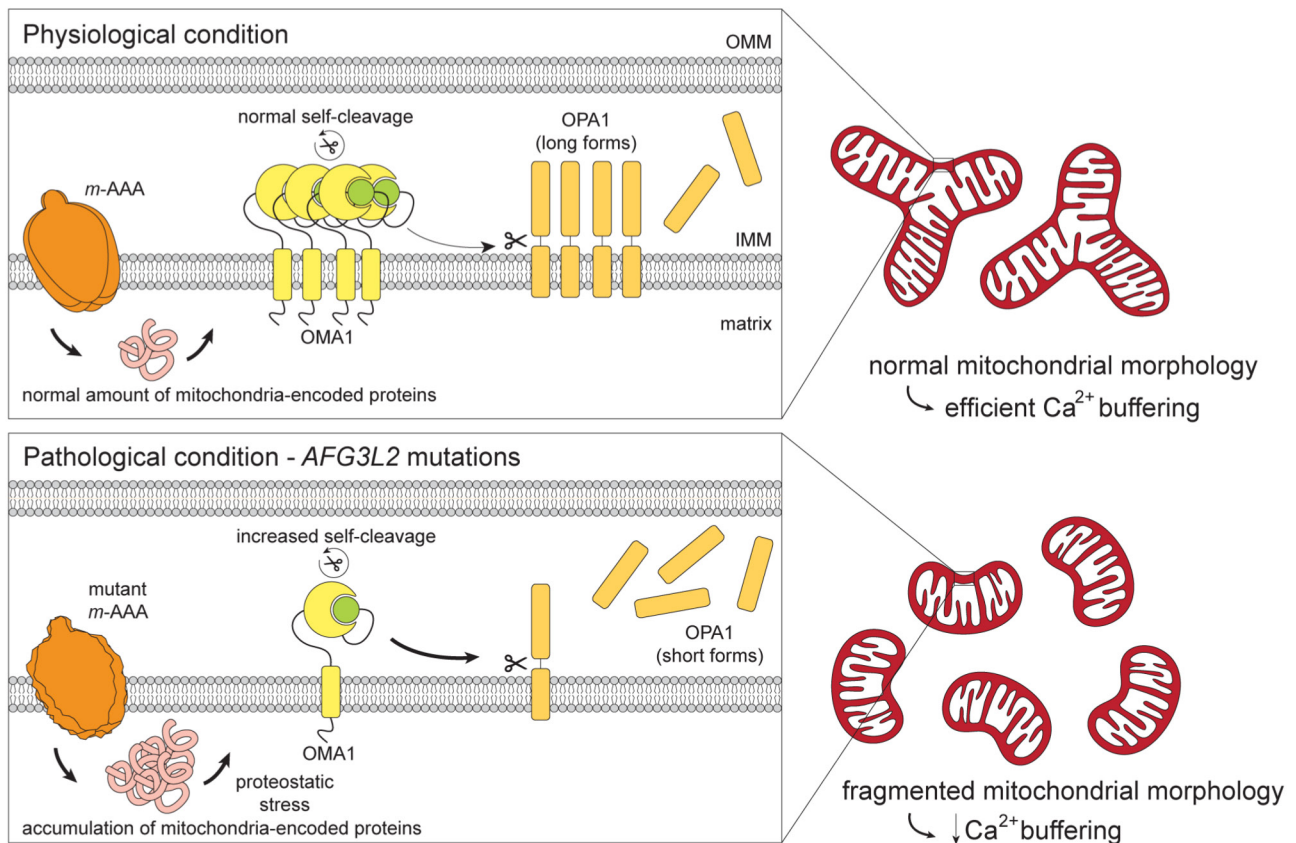 Physiological condition
OMM
normal self-cleavage
OPA1
(long forms)
m-AAA
IMM
OMA1
matrix
normal amount of mitochondria-encoded proteins
normal mitochondrial morphology
efficient Ca²⁺ buffering
Pathological condition - AFG3L2 mutations
increased self-cleavage
mutant
m-AAA
OPA1
(short forms)
OMA1
proteostatic
stress
accumulation of mitochondria-encoded proteins
fragmented mitochondrial morphology
↓Ca²⁺ buffering